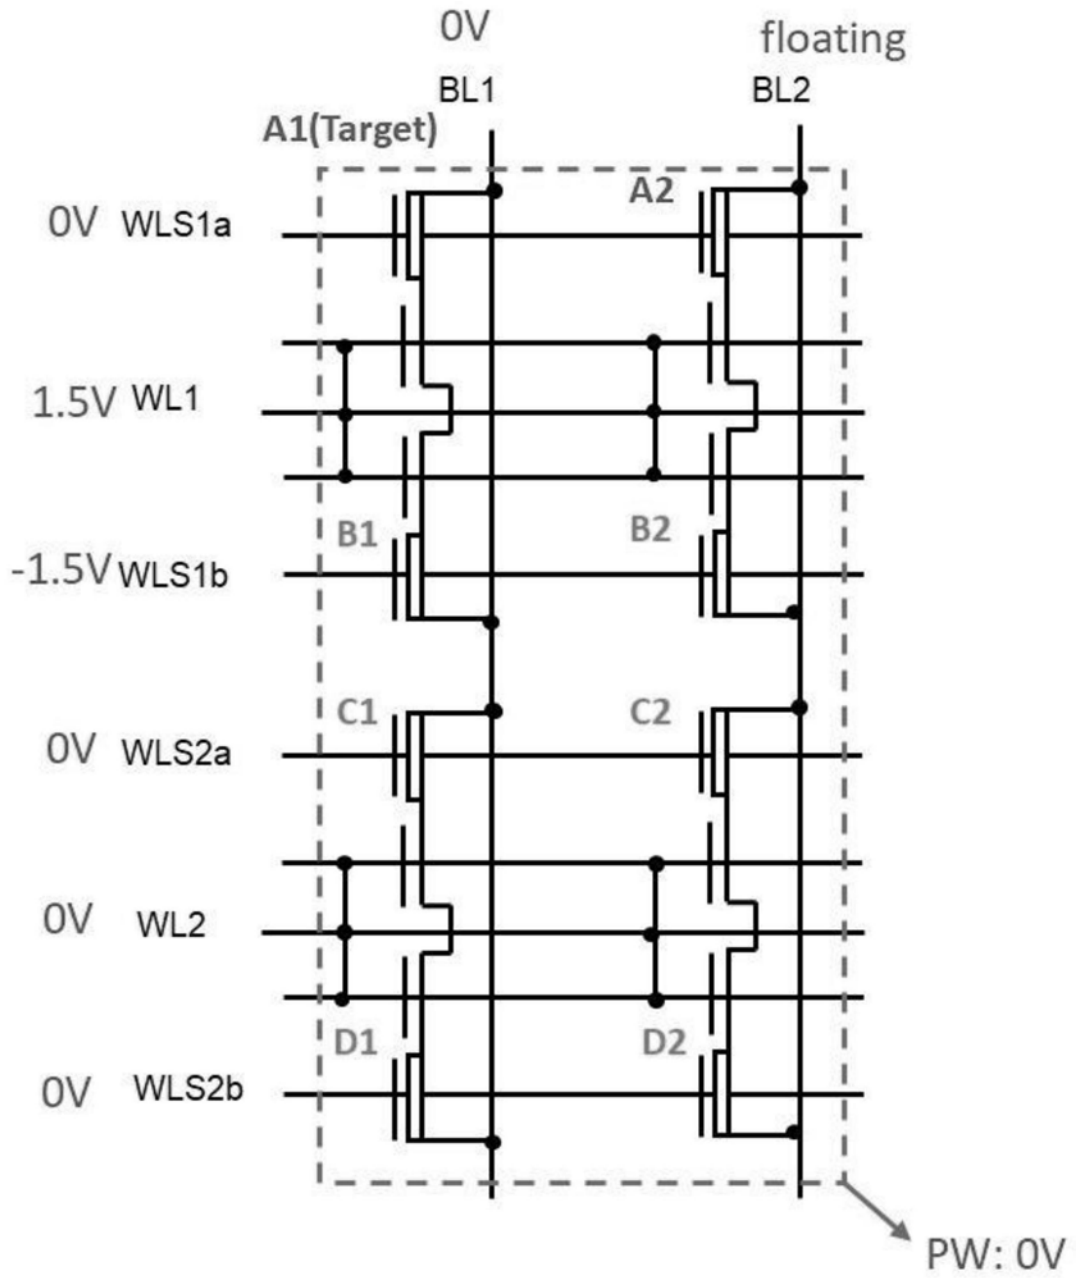 0V
floating
BL1
BL2
A1(Target)
A2
0V WLS1a
1.5V WL1
B1
B2
-1.5V WLS1b
C1
C2
0V WLS2a
0V WL2
D1
D2
0V WLS2b
PW: 0V